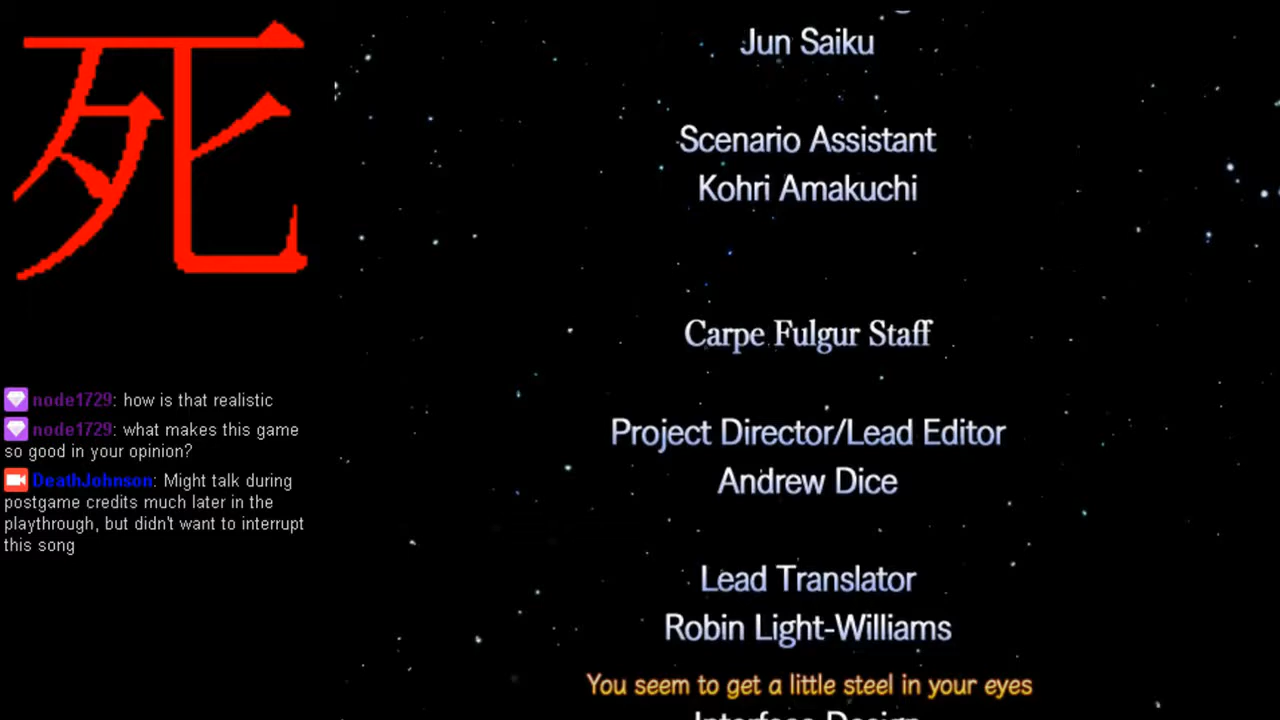 死
node1729: how is that realistic
node1729: what makes this game
so good in your opinion?
DeathJohnson: Might talk during
postgame credits much later in the
playthrough, but didn't want to interrupt
this song
Jun Saiku
Scenario Assistant
Kohri Amakuchi
Carpe Fulgur Staff
Project Director/Lead Editor
Andrew Dice
Lead Translator
Robin Light-Williams
You seem to get a little steel in your eyes
Interface Design